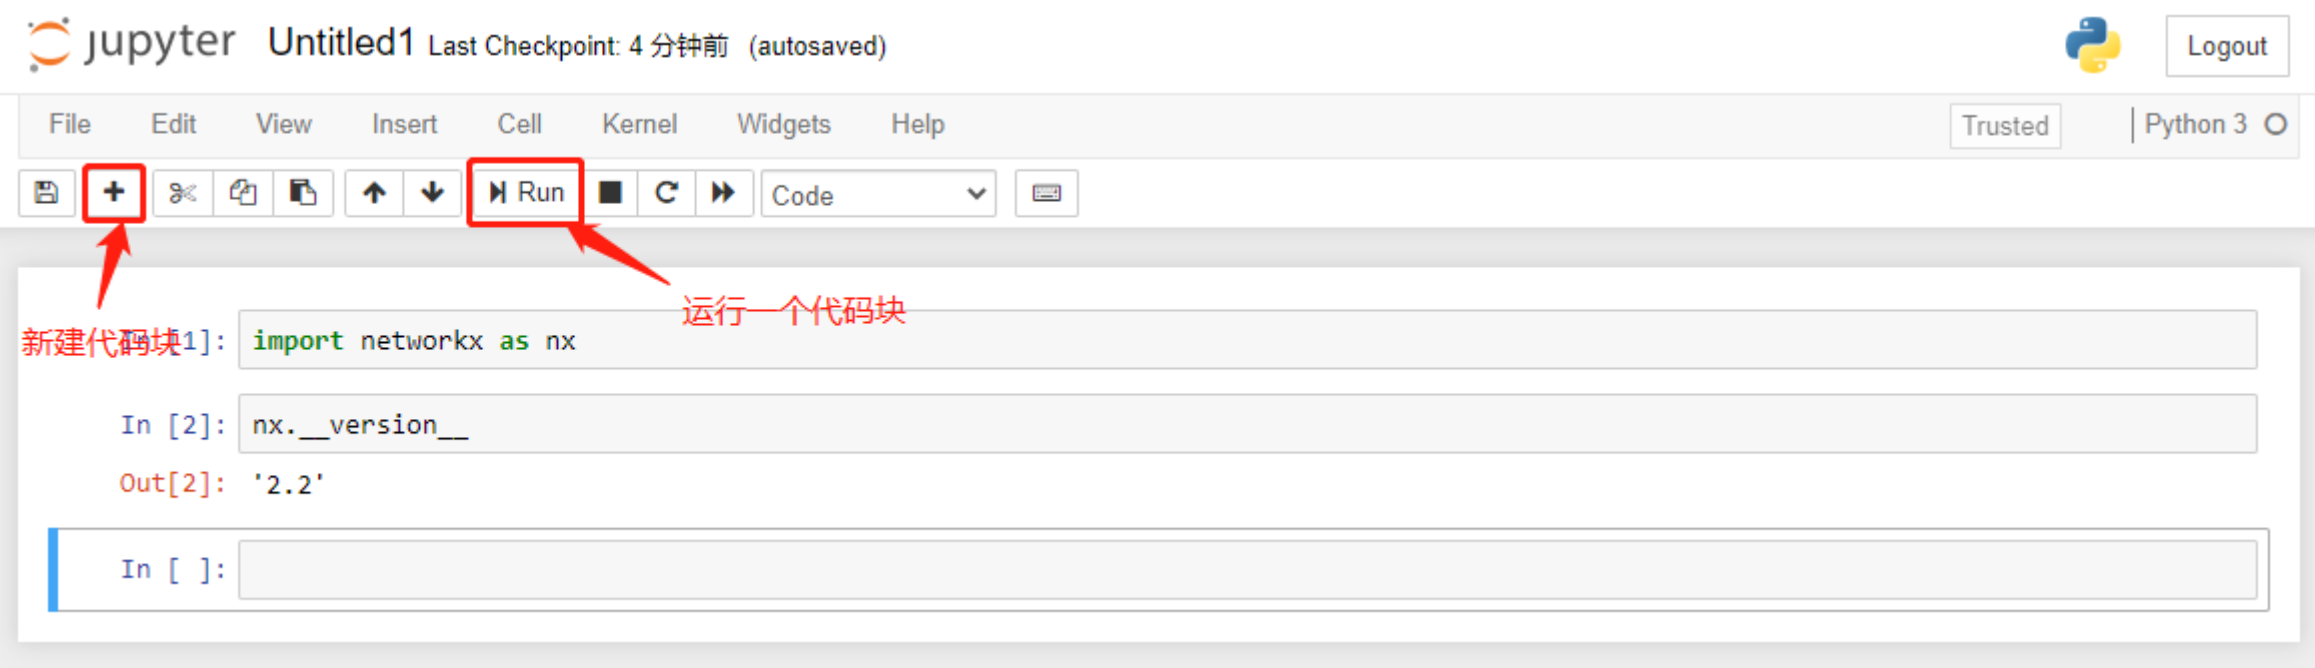 jupyter Untitled1 Last Checkpoint: 4 分钟前 (autosaved) Logout
File Edit View Insert Cell Kernel Widgets Help Trusted Python 3
Run Code
运行一个代码块
新建代码块
In [1]: import networkx as nx
In [2]: nx.__version__
Out[2]: '2.2'
In [ ]: